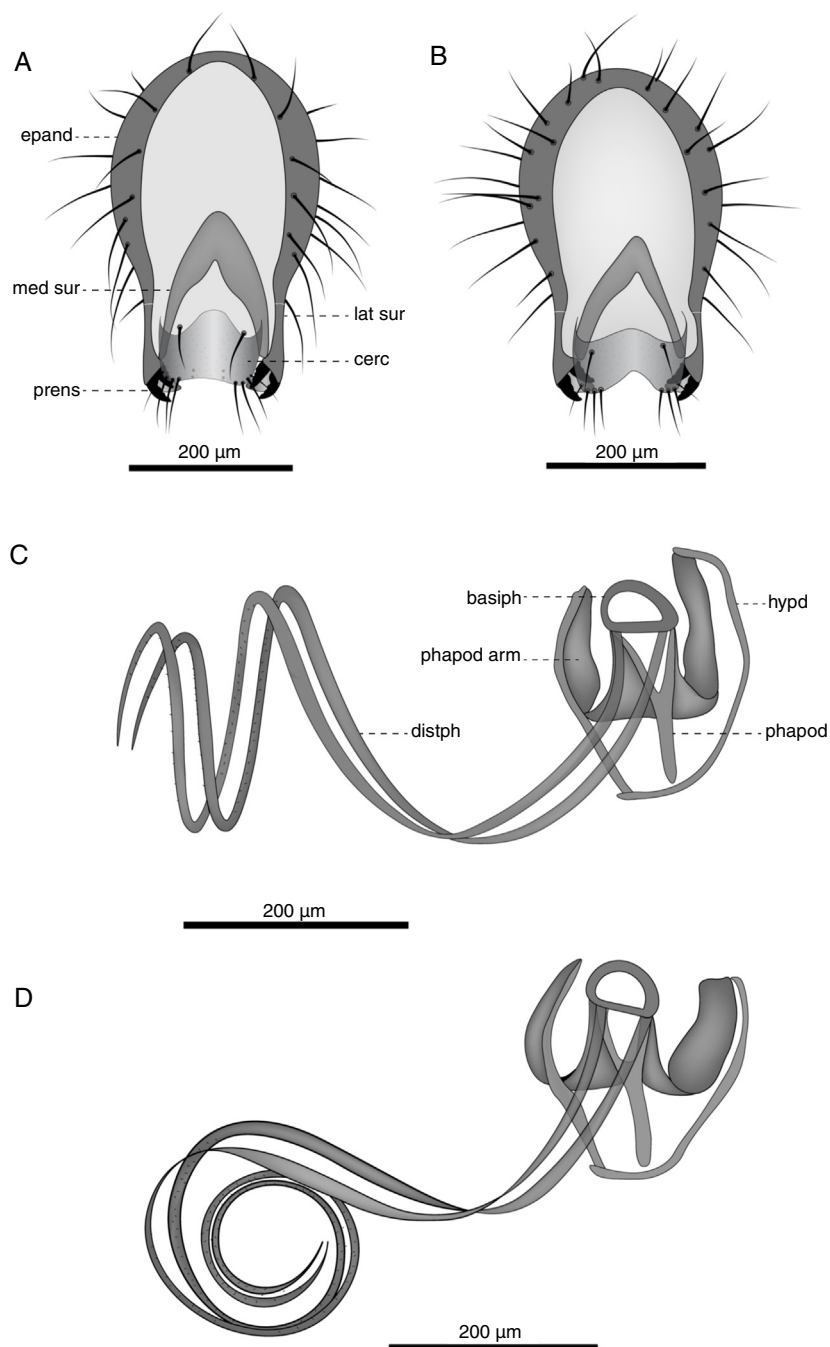 A
B
epand
med sur
lat sur
cerc
prens
200 µm
200 µm
C
basiph
hypd
phapod arm
distph
phapod
200 µm
D
200 µm